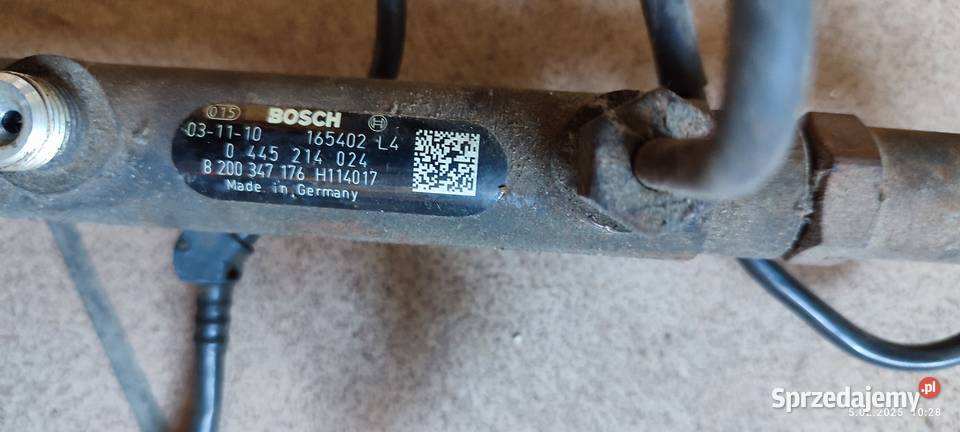 015 BOSCH
03-11-10 165402 L4
0 445 214 024
8 200 347 176 H114017
Made in Germany
Sprzedajemy.pl
5.02.2025 10:28